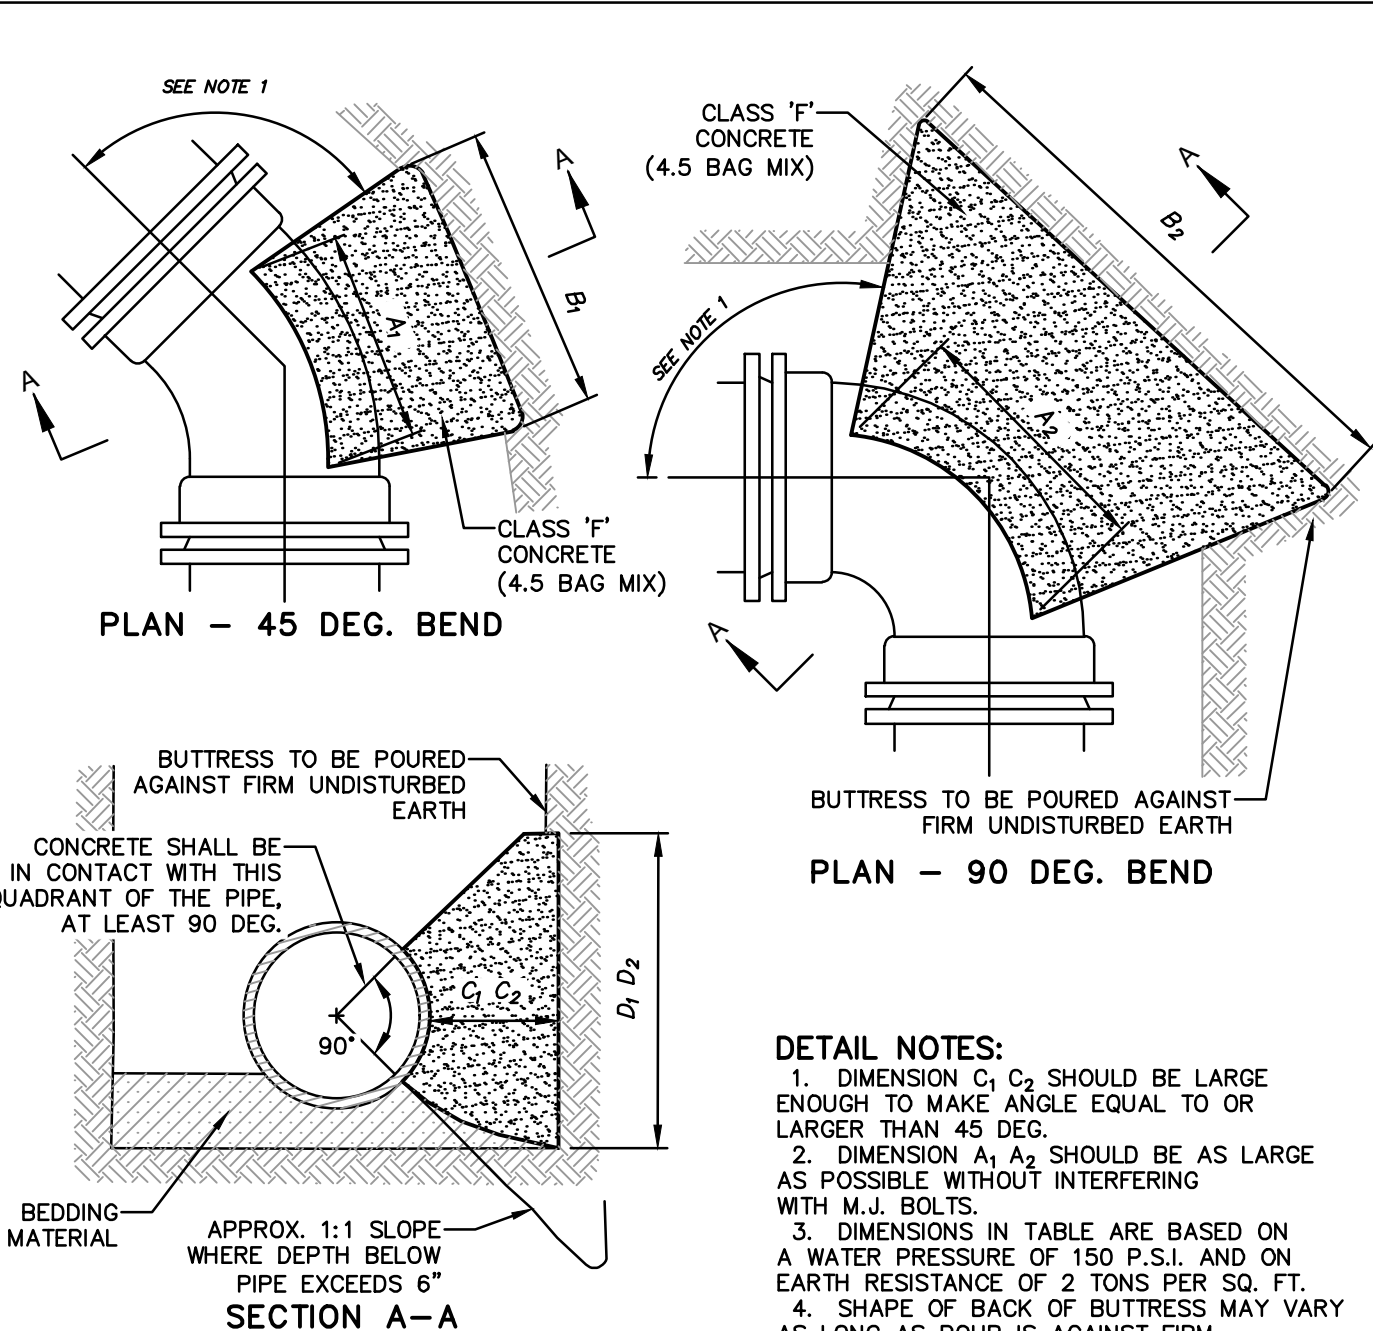 SEE NOTE 1
A
B1
A1
A
CLASS 'F'
CONCRETE
(4.5 BAG MIX)
PLAN – 45 DEG. BEND
CLASS 'F'
CONCRETE
(4.5 BAG MIX)
A
B2
SEE NOTE 1
A2
A
BUTTRESS TO BE POURED AGAINST
FIRM UNDISTURBED EARTH
PLAN – 90 DEG. BEND
BUTTRESS TO BE POURED
AGAINST FIRM UNDISTURBED
EARTH
CONCRETE SHALL BE
IN CONTACT WITH THIS
QUADRANT OF THE PIPE,
AT LEAST 90 DEG.
C1 C2
D1 D2
90°
BEDDING
MATERIAL
APPROX. 1:1 SLOPE
WHERE DEPTH BELOW
PIPE EXCEEDS 6"
SECTION A–A
DETAIL NOTES:
1. DIMENSION C1 C2 SHOULD BE LARGE
ENOUGH TO MAKE ANGLE EQUAL TO OR
LARGER THAN 45 DEG.
2. DIMENSION A1 A2 SHOULD BE AS LARGE
AS POSSIBLE WITHOUT INTERFERING
WITH M.J. BOLTS.
3. DIMENSIONS IN TABLE ARE BASED ON
A WATER PRESSURE OF 150 P.S.I. AND ON
EARTH RESISTANCE OF 2 TONS PER SQ. FT.
4. SHAPE OF BACK OF BUTTRESS MAY VARY
AS LONG AS POUR IS AGAINST FIRM